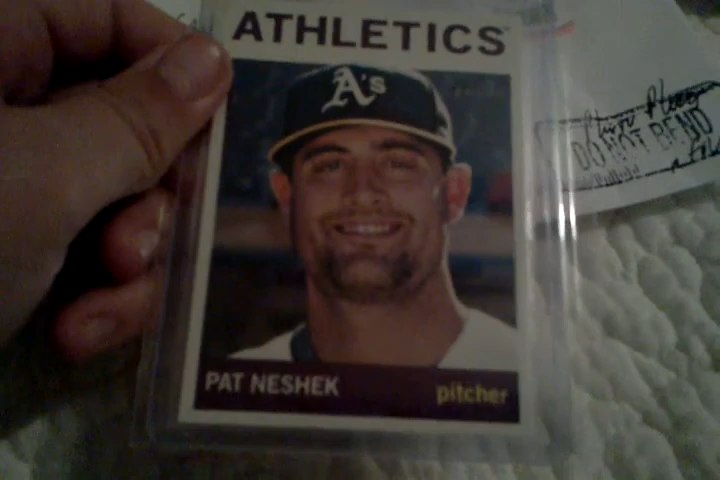 ATHLETICS
A's
PAT NESHEK
pitcher
DO NOT BEND